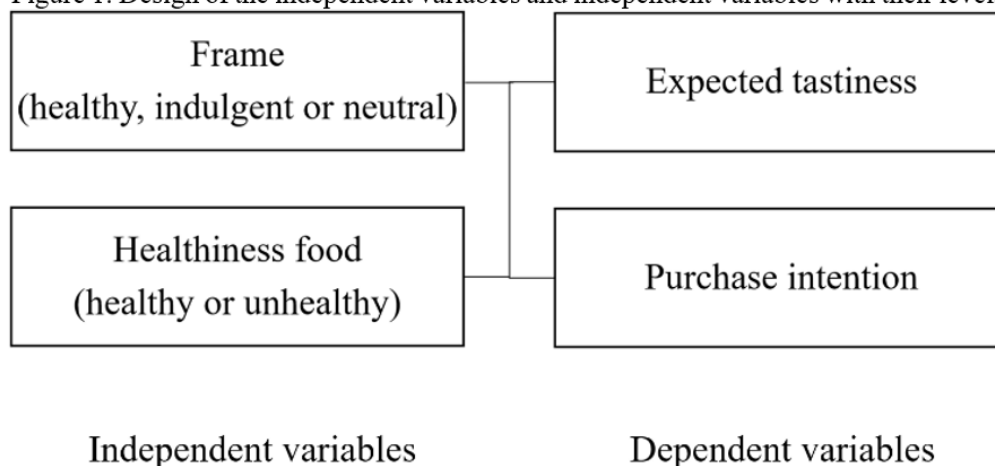 Figure 1: Design of the independent variables and independent variables with their level
Frame
(healthy, indulgent or neutral)
Expected tastiness
Healthiness food
(healthy or unhealthy)
Purchase intention
Independent variables
Dependent variables